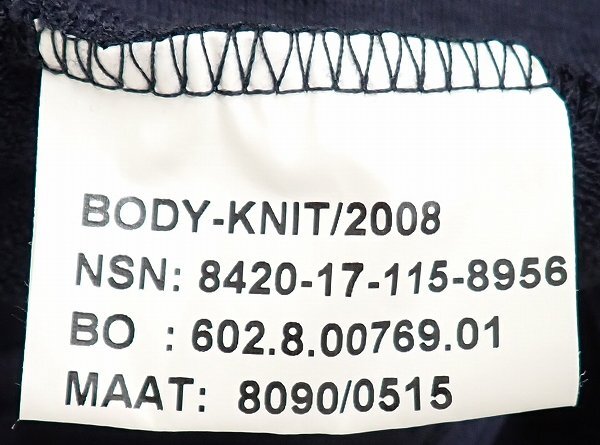 BODY-KNIT/2008
NSN: 8420-17-115-8956
BO : 602.8.00769.01
MAAT: 8090/0515